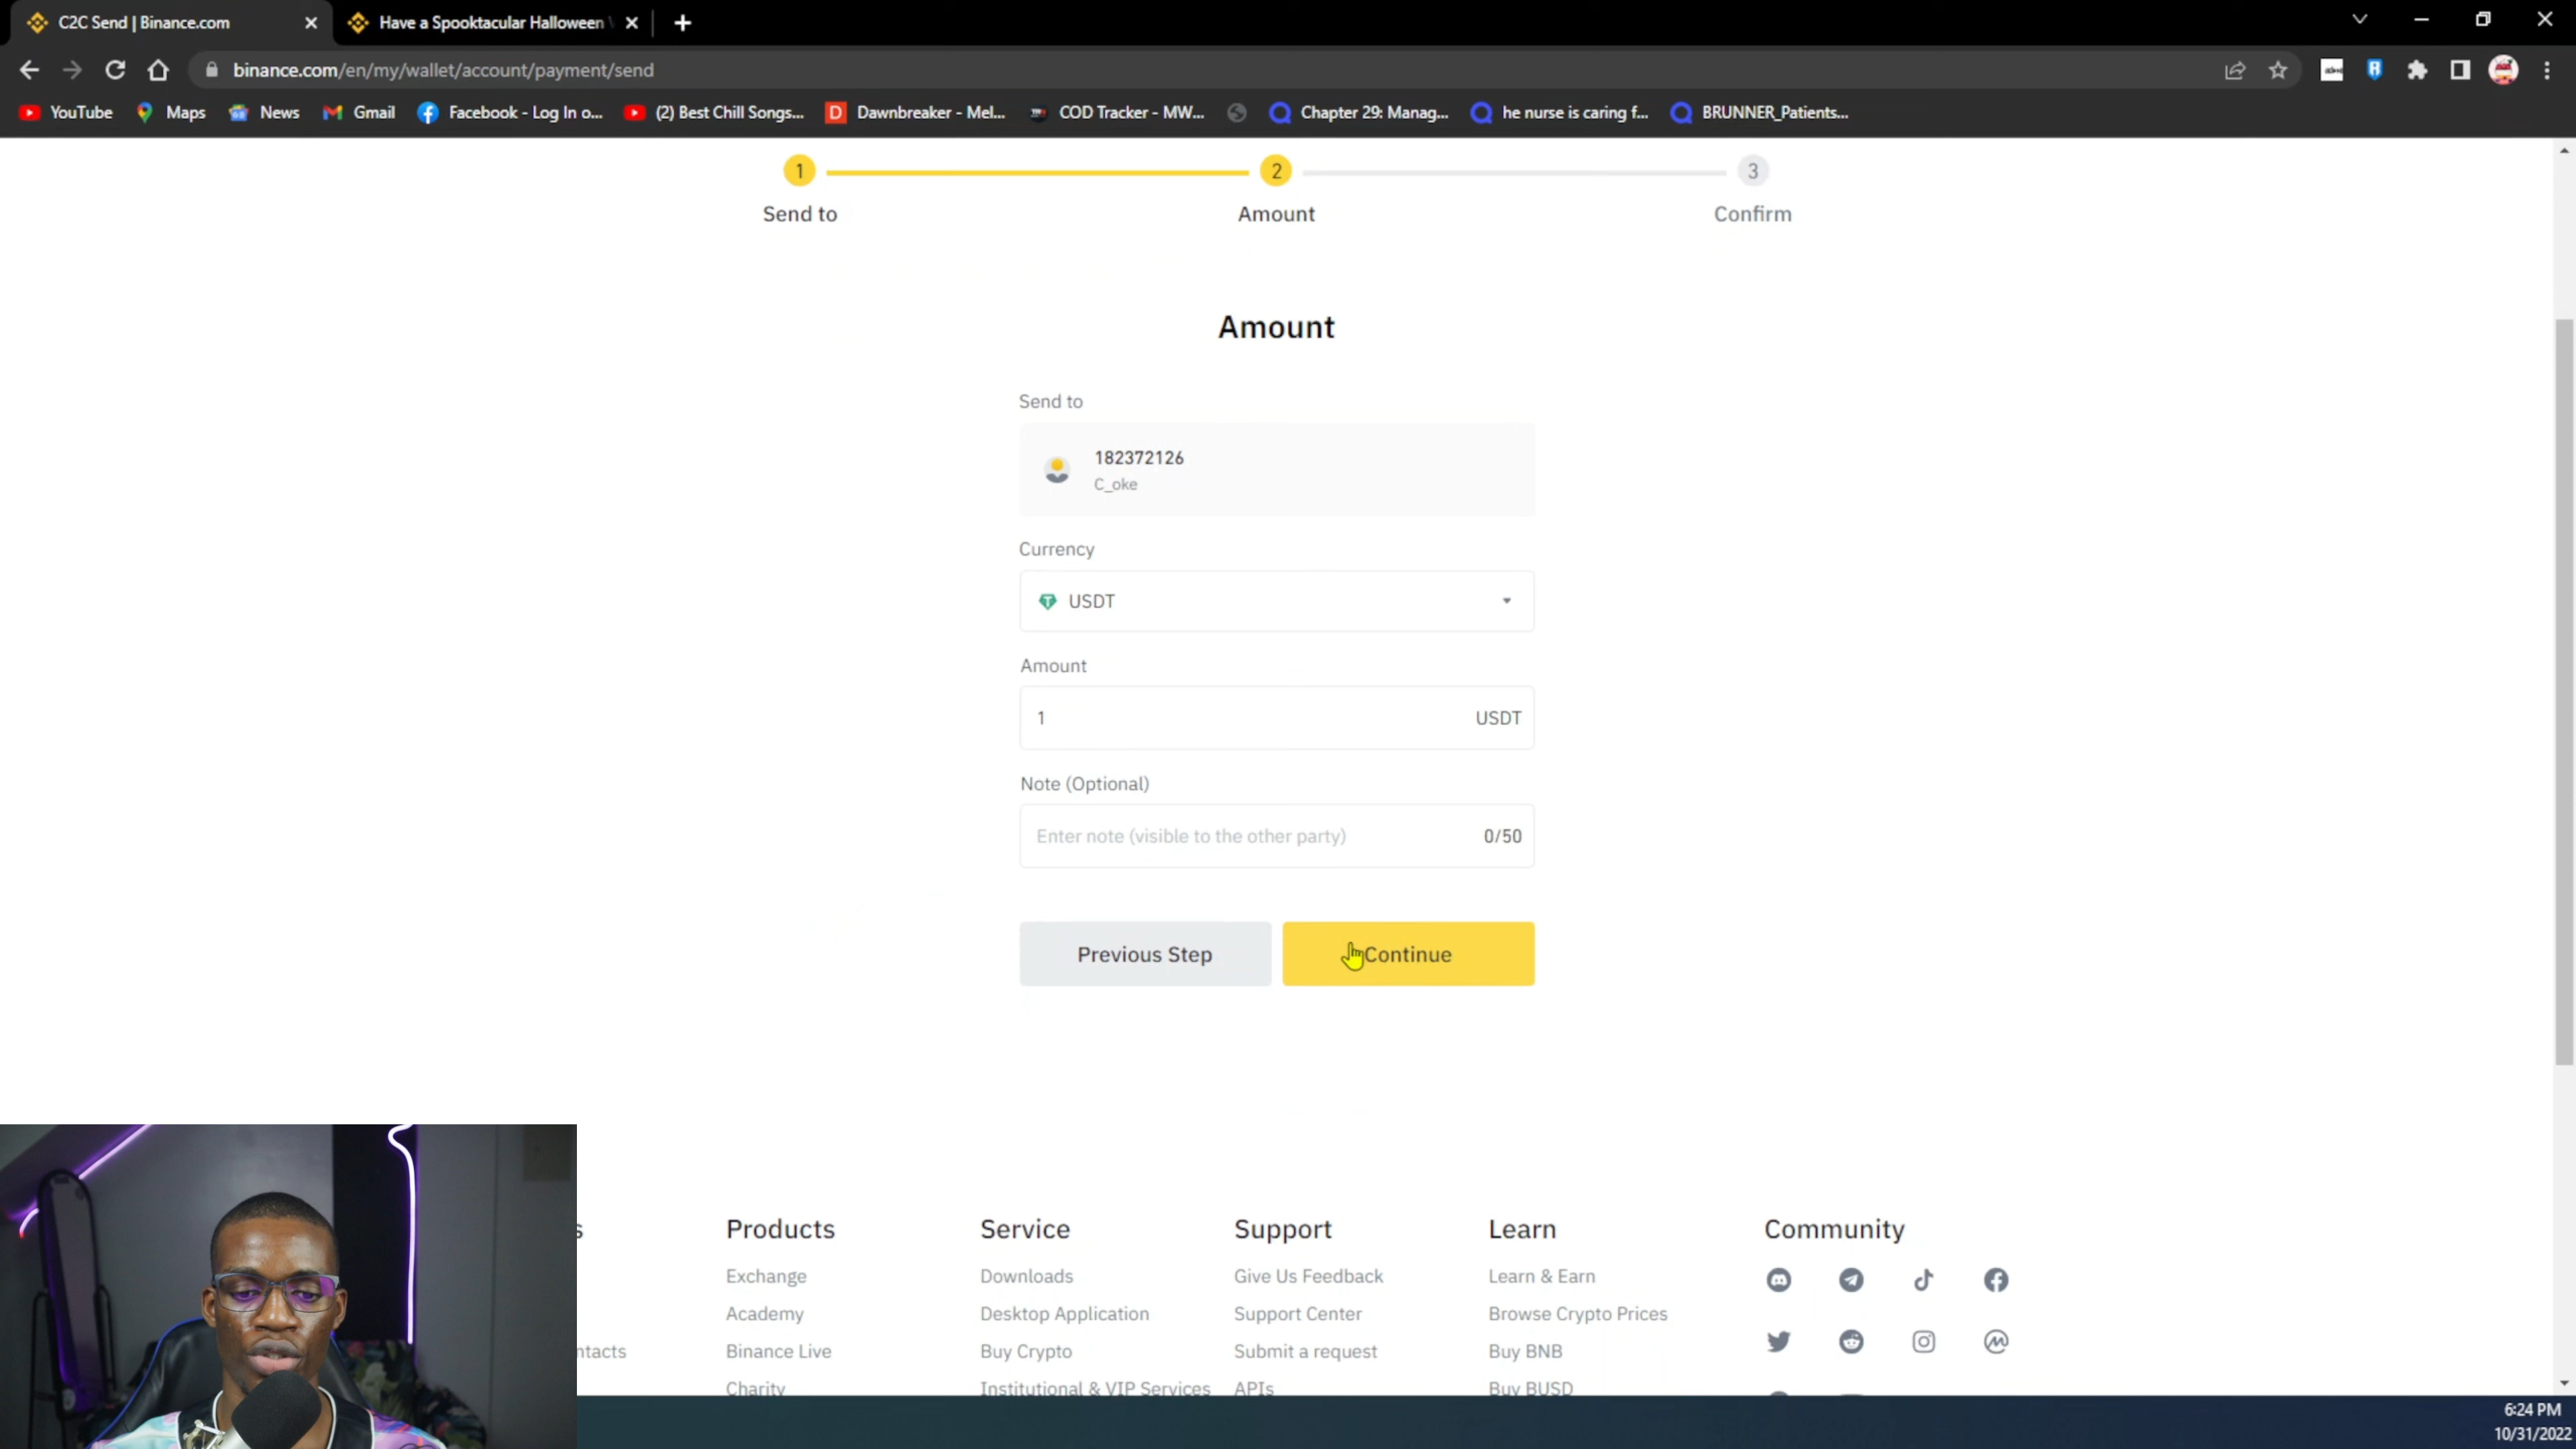 C2C Send | Binance.com
Have a Spooktacular Halloween
binance.com/en/my/wallet/account/payment/send
YouTube Maps News Gmail Facebook - Log In o... (2) Best Chill Songs... Dawnbreaker - Mel... COD Tracker - MW... Chapter 29: Manag... he nurse is caring f... BRUNNER_Patients...
1 2 3
Send to Amount Confirm
Amount
Send to
182372126
C_oke
Currency
USDT
Amount
1 USDT
Note (Optional)
Enter note (visible to the other party) 0/50
Previous Step Continue
s Products Service Support Learn Community
Exchange Downloads Give Us Feedback Learn & Earn
Academy Desktop Application Support Center Browse Crypto Prices
ntacts Binance Live Buy Crypto Submit a request Buy BNB
Charity Institutional & VIP Services APIs Buy BUSD
6:24 PM
10/31/2022